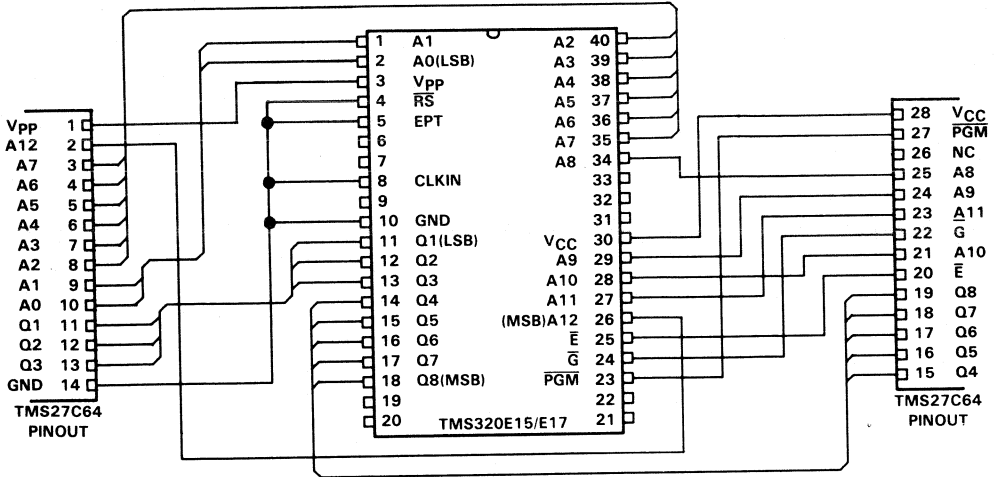 1 A1
2 A0(LSB)
3 VPP
4 RS
5 EPT
6
7
8 CLKIN
9
10 GND
11 Q1(LSB)
12 Q2
13 Q3
14 Q4
15 Q5
16 Q6
17 Q7
18 Q8(MSB)
19
20
A2 40
A3 39
A4 38
A5 37
A6 36
A7 35
A8 34
33
32
31
VCC 30
A9 29
A10 28
A11 27
(MSB)A12 26
E 25
G 24
PGM 23
22
21
TMS320E15/E17
VPP 1
A12 2
A7 3
A6 4
A5 5
A4 6
A3 7
A2 8
A1 9
A0 10
Q1 11
Q2 12
Q3 13
GND 14
TMS27C64
PINOUT
28 VCC
27 PGM
26 NC
25 A8
24 A9
23 A11
22 G
21 A10
20 E
19 Q8
18 Q7
17 Q6
16 Q5
15 Q4
TMS27C64
PINOUT